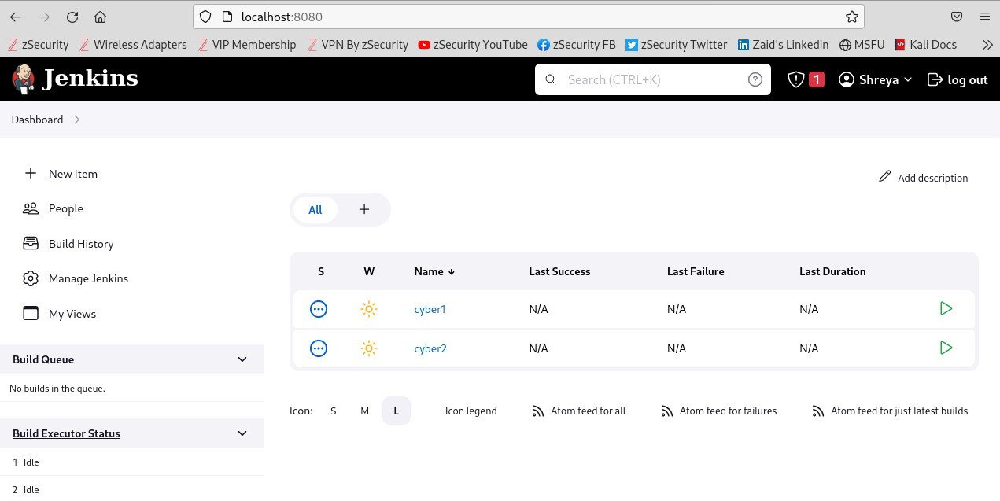 localhost:8080
zSecurity Wireless Adapters VIP Membership VPN By zSecurity zSecurity YouTube zSecurity FB zSecurity Twitter Zaid's Linkedin MSFU Kali Docs
Jenkins
Search (CTRL+K)
1
Shreya
log out
Dashboard
New Item
People
Build History
Manage Jenkins
My Views
Build Queue
No builds in the queue.
Build Executor Status
1 Idle
2 Idle
Add description
All +
S W Name ↓ Last Success Last Failure Last Duration
cyber1 N/A N/A N/A
cyber2 N/A N/A N/A
Icon: S M L Icon legend Atom feed for all Atom feed for failures Atom feed for just latest builds